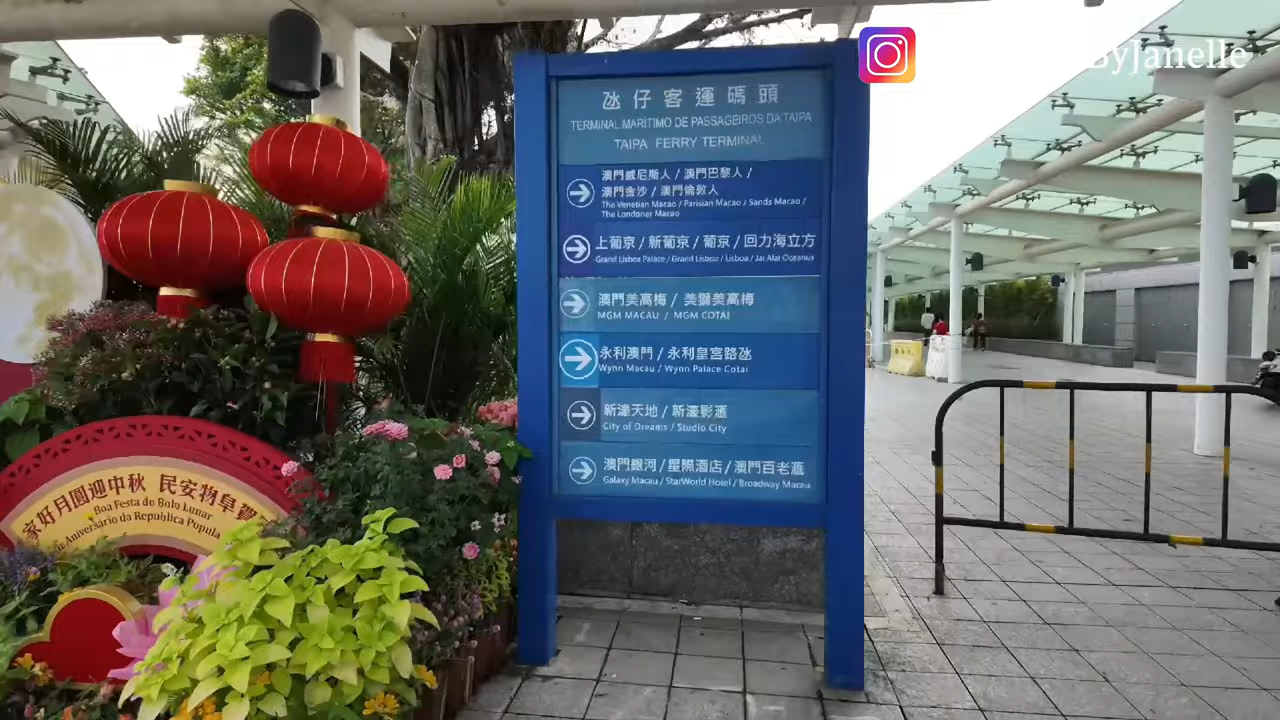 ByJanelle
氹仔客運碼頭
TERMINAL MARÍTIMO DE PASSAGEIROS DA TAIPA
TAIPA FERRY TERMINAL
澳門威尼斯人 / 澳門巴黎人 /
澳門金沙 / 澳門倫敦人
The Venetian Macao / Parisian Macao / Sands Macao /
The Londoner Macao
上葡京 / 新葡京 / 葡京 / 回力海立方
Grand Lisboa Palace / Grand Lisboa / Lisboa / Jai Alai Oceanus
澳門美高梅 / 美獅美高梅
MGM MACAU / MGM COTAI
永利澳門 / 永利皇宮路氹
Wynn Macau / Wynn Palace Cotai
新濠天地 / 新濠影滙
City of Dreams / Studio City
澳門銀河 / 星際酒店 / 澳門百老滙
Galaxy Macau / StarWorld Hotel / Broadway Macau
家好月圓迎中秋 民安物阜賀
Boa Festa do Bolo Lunar
Aniversário da República Popula